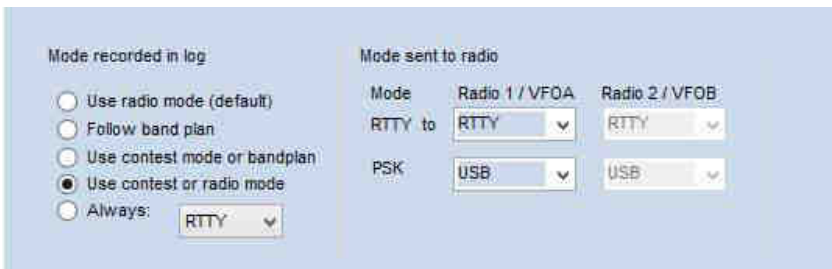 Mode recorded in log
Use radio mode (default)
Follow band plan
Use contest mode or bandplan
Use contest or radio mode
Always: RTTY
Mode sent to radio
Mode Radio 1 / VFOA Radio 2 / VFOB
RTTY to RTTY RTTY
PSK USB USB